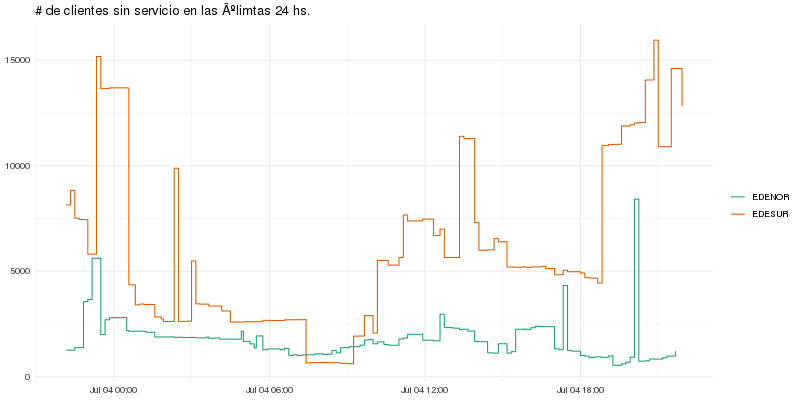 # de clientes sin servicio en las Ãºlimtas 24 hs.
15000
10000
5000
0
Jul 04 00:00
Jul 04 06:00
Jul 04 12:00
Jul 04 18:00
EDENOR
EDESUR